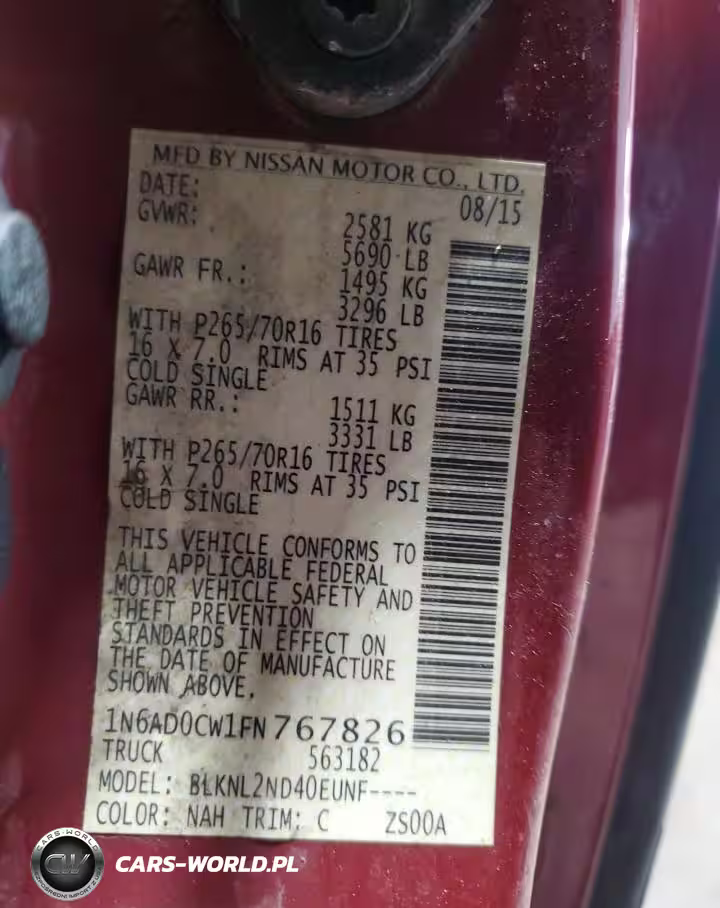 MFD BY NISSAN MOTOR CO., LTD.
DATE: 08/15
GVWR: 2581 KG
5690 LB
GAWR FR.: 1495 KG
3296 LB
WITH P265/70R16 TIRES
16 X 7.0 RIMS AT 35 PSI
COLD SINGLE
GAWR RR.: 1511 KG
3331 LB
WITH P265/70R16 TIRES
16 X 7.0 RIMS AT 35 PSI
COLD SINGLE
THIS VEHICLE CONFORMS TO
ALL APPLICABLE FEDERAL
MOTOR VEHICLE SAFETY AND
THEFT PREVENTION
STANDARDS IN EFFECT ON
THE DATE OF MANUFACTURE
SHOWN ABOVE.
1N6AD0CW1FN767826
TRUCK 563182
MODEL: BLKNL2ND40EUNF----
COLOR: NAH TRIM: C ZS00A
CARS-WORLD
CW
CARS-WORLD.PL